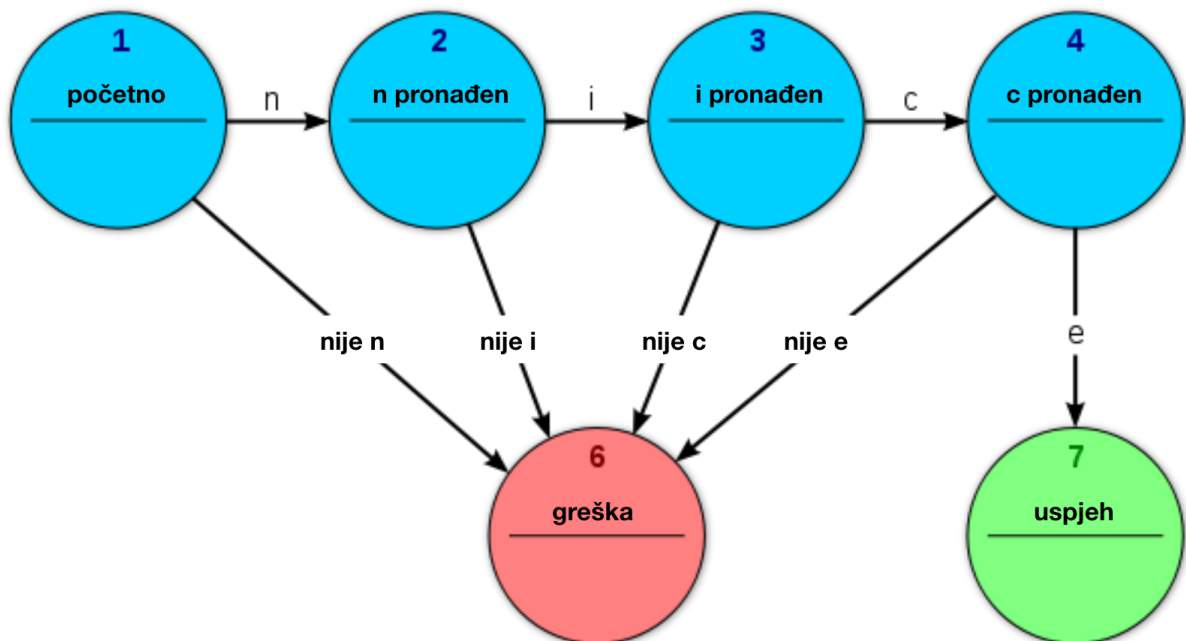 1 2 3 4
početno n n pronađen i i pronađen c c pronađen
nije n nije i nije c nije e e
6 7
greška uspjeh